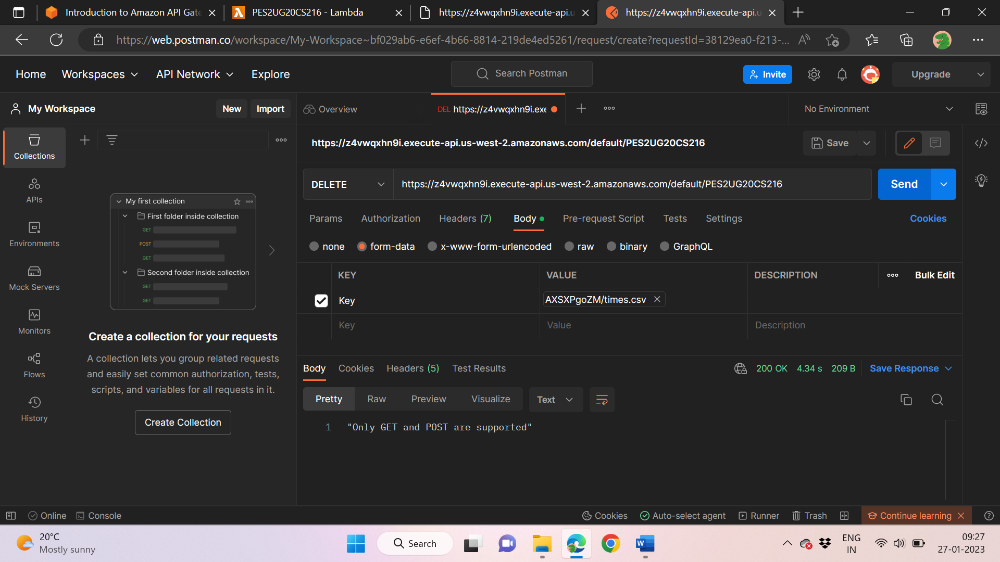 Introduction to Amazon API Gate
PES2UG20CS216 - Lambda
https://z4vwqxhn9i.execute-api.u
https://z4vwqxhn9i.execute-api.u
https://web.postman.co/workspace/My-Workspace~bf029ab6-e6ef-4b66-8814-219de4ed5261/request/create?requestId=38129ea0-f213-...
Home
Workspaces
API Network
Explore
Search Postman
Invite
Upgrade
My Workspace
New
Import
Overview
DEL https://z4vwqxhn9i.exe
No Environment
Collections
APIs
Environments
Mock Servers
Monitors
Flows
History
My first collection
First folder inside collection
GET
POST
GET
Second folder inside collection
GET
GET
Create a collection for your requests
A collection lets you group related requests
and easily set common authorization, tests,
scripts, and variables for all requests in it.
Create Collection
https://z4vwqxhn9i.execute-api.us-west-2.amazonaws.com/default/PES2UG20CS216
Save
DELETE
https://z4vwqxhn9i.execute-api.us-west-2.amazonaws.com/default/PES2UG20CS216
Send
Params
Authorization
Headers (7)
Body
Pre-request Script
Tests
Settings
Cookies
none
form-data
x-www-form-urlencoded
raw
binary
GraphQL
KEY
VALUE
DESCRIPTION
Bulk Edit
Key
AXSXPgoZM/times.csv
Key
Value
Description
Body
Cookies
Headers (5)
Test Results
200 OK
4.34 s
209 B
Save Response
Pretty
Raw
Preview
Visualize
Text
1 "Only GET and POST are supported"
Online
Console
Cookies
Auto-select agent
Runner
Trash
Continue learning
20°C
Mostly sunny
Search
ENG
IN
09:27
27-01-2023